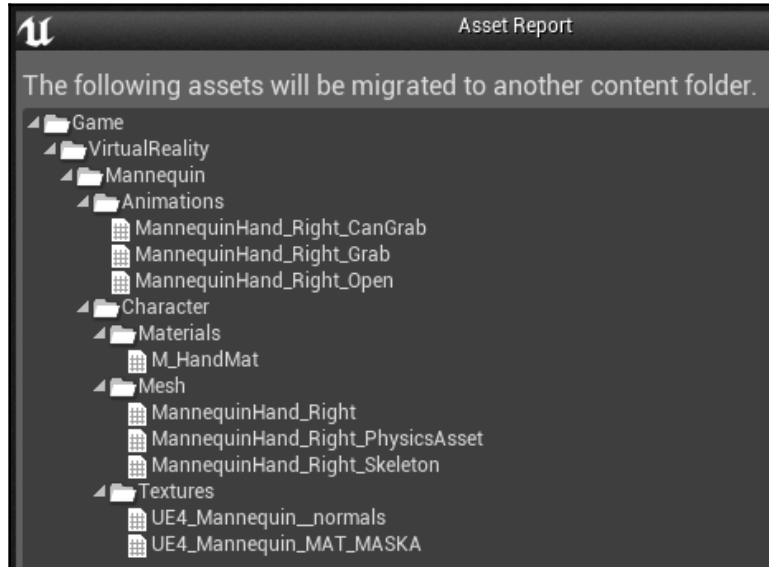 Asset Report
The following assets will be migrated to another content folder.
Game
VirtualReality
Mannequin
Animations
MannequinHand_Right_CanGrab
MannequinHand_Right_Grab
MannequinHand_Right_Open
Character
Materials
M_HandMat
Mesh
MannequinHand_Right
MannequinHand_Right_PhysicsAsset
MannequinHand_Right_Skeleton
Textures
UE4_Mannequin__normals
UE4_Mannequin_MAT_MASKA